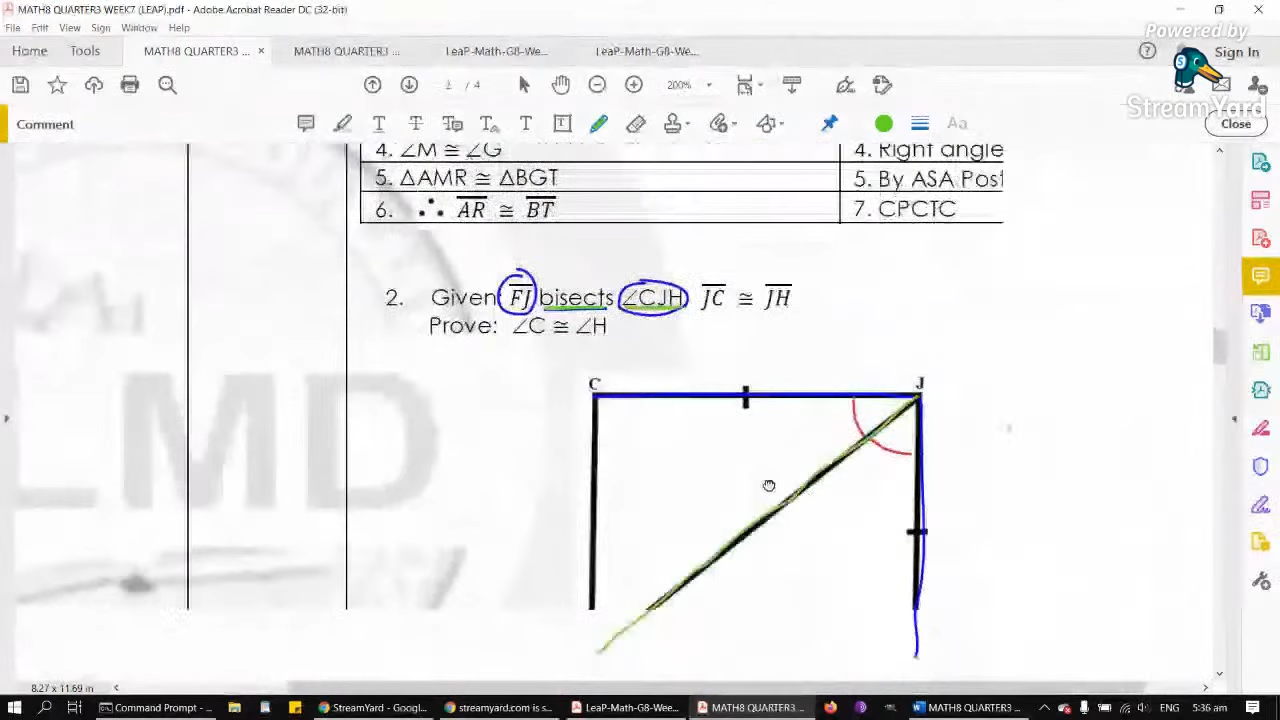 MATH8 QUARTER3 WEEK7 (LEAP).pdf - Adobe Acrobat Reader DC (32-bit)
File Edit View Sign Window Help
Powered by
StreamYard
Home Tools MATH8 QUARTER3 ... × MATH8 QUARTER3 ... LeaP-Math-G8-We... LeaP-Math-G8-We... Sign In
/ 4 200%
Comment Aa Close
4. ∠M ≅ ∠G 4. Right angle
5. △AMR ≅ △BGT 5. By ASA Post
6. ∴ AR ≅ BT 7. CPCTC
2. Given FJ bisects ∠CJH JC ≅ JH
Prove: ∠C ≅ ∠H
C J
LMD
8.27 x 11.69 in
Command Prompt - ... StreamYard - Googl... streamyard.com is s... LeaP-Math-G8-We... MATH8 QUARTER3 ... MATH8 QUARTER3 ... 5:36 am